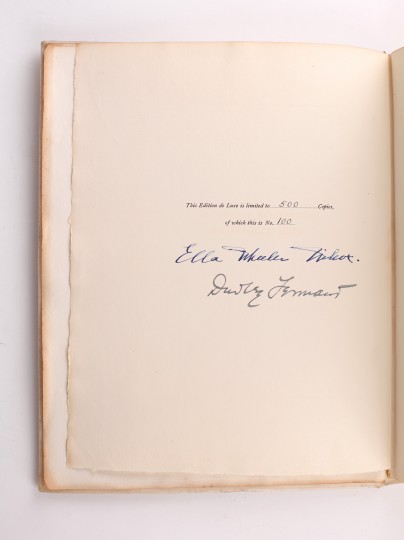 This Edition de Luxe is limited to 500 Copies,
of which this is No. 100
Ella Wheeler Wilcox.
Dudley Tennant